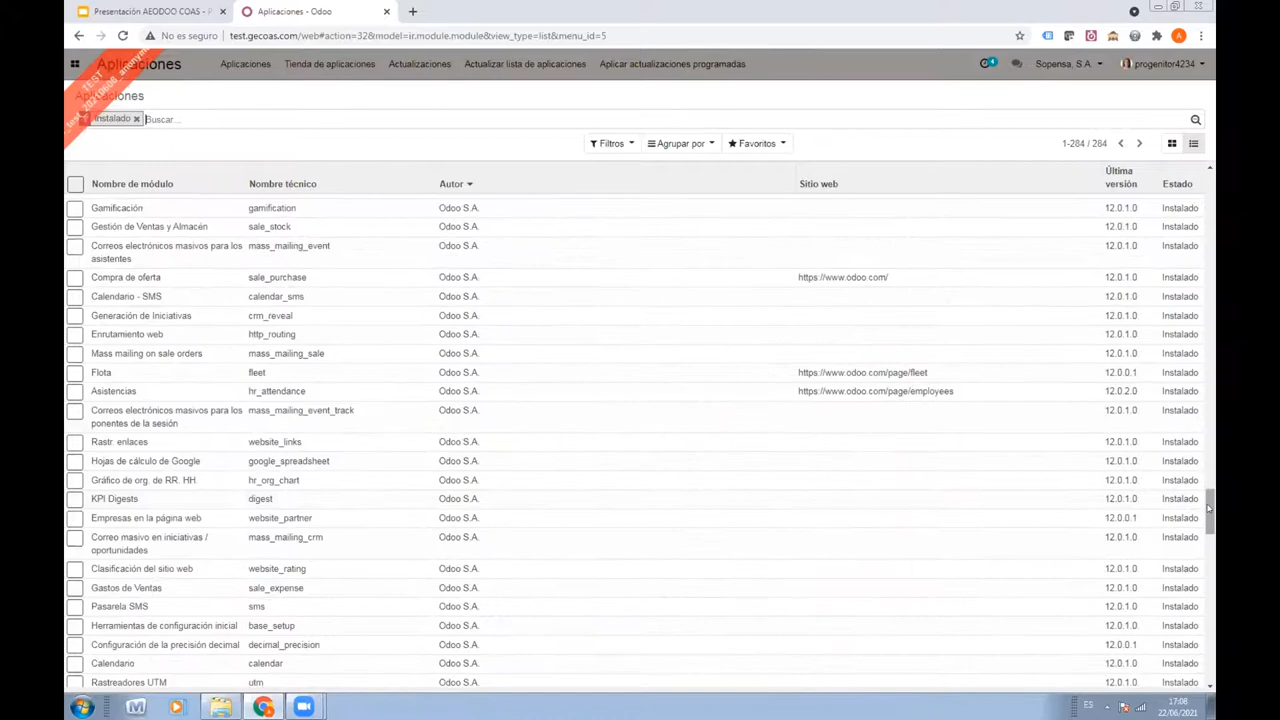 Presentación AEODOO COAS - P
Aplicaciones - Odoo
No es seguro
test.gecoas.com/web#action=32&model=ir.module.module&view_type=list&menu_id=5
A
Aplicaciones
Aplicaciones
Tienda de aplicaciones
Actualizaciones
Actualizar lista de aplicaciones
Aplicar actualizaciones programadas
4
Sopensa, S.A.
progenitor4234
TEST
Aplicaciones
Instalado
Buscar...
Filtros
Agrupar por
Favoritos
1-284 / 284
Nombre de módulo Nombre técnico Autor Sitio web Última versión Estado
Gamificación gamification Odoo S.A. 12.0.1.0 Instalado
Gestión de Ventas y Almacén sale_stock Odoo S.A. 12.0.1.0 Instalado
Correos electrónicos masivos para los mass_mailing_event Odoo S.A. 12.0.1.0 Instalado
asistentes
Compra de oferta sale_purchase Odoo S.A. https://www.odoo.com/ 12.0.1.0 Instalado
Calendario - SMS calendar_sms Odoo S.A. 12.0.1.0 Instalado
Generación de Iniciativas crm_reveal Odoo S.A. 12.0.1.0 Instalado
Enrutamiento web http_routing Odoo S.A. 12.0.1.0 Instalado
Mass mailing on sale orders mass_mailing_sale Odoo S.A. 12.0.1.0 Instalado
Flota fleet Odoo S.A. https://www.odoo.com/page/fleet 12.0.0.1 Instalado
Asistencias hr_attendance Odoo S.A. https://www.odoo.com/page/employees 12.0.2.0 Instalado
Correos electrónicos masivos para los mass_mailing_event_track Odoo S.A. 12.0.1.0 Instalado
ponentes de la sesión
Rastr. enlaces website_links Odoo S.A. 12.0.1.0 Instalado
Hojas de cálculo de Google google_spreadsheet Odoo S.A. 12.0.1.0 Instalado
Gráfico de org. de RR. HH. hr_org_chart Odoo S.A. 12.0.1.0 Instalado
KPI Digests digest Odoo S.A. 12.0.1.0 Instalado
Empresas en la página web website_partner Odoo S.A. 12.0.0.1 Instalado
Correo masivo en iniciativas / mass_mailing_crm Odoo S.A. 12.0.1.0 Instalado
oportunidades
Clasificación del sitio web website_rating Odoo S.A. 12.0.1.0 Instalado
Gastos de Ventas sale_expense Odoo S.A. 12.0.1.0 Instalado
Pasarela SMS sms Odoo S.A. 12.0.1.0 Instalado
Herramientas de configuración inicial base_setup Odoo S.A. 12.0.1.0 Instalado
Configuración de la precisión decimal decimal_precision Odoo S.A. 12.0.0.1 Instalado
Calendario calendar Odoo S.A. 12.0.1.0 Instalado
Rastreadores UTM utm Odoo S.A. 12.0.1.0 Instalado
ES
17:08
22/06/2021